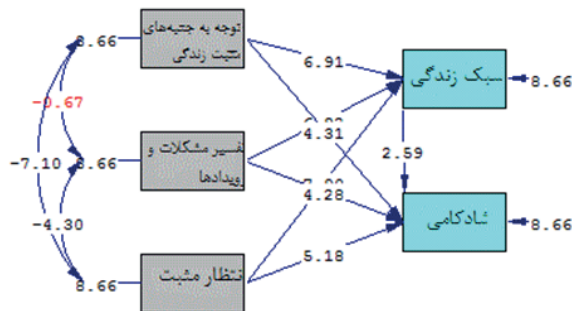 توجه به جنبه‌های
مثبت زندگی
8.66
6.91
سبک زندگی
8.66
-0.67
4.31
تفسیر مشکلات و
رویدادها
8.66
2.59
-7.10
4.28
-4.30
شادکامی
8.66
5.18
انتظار مثبت
8.66